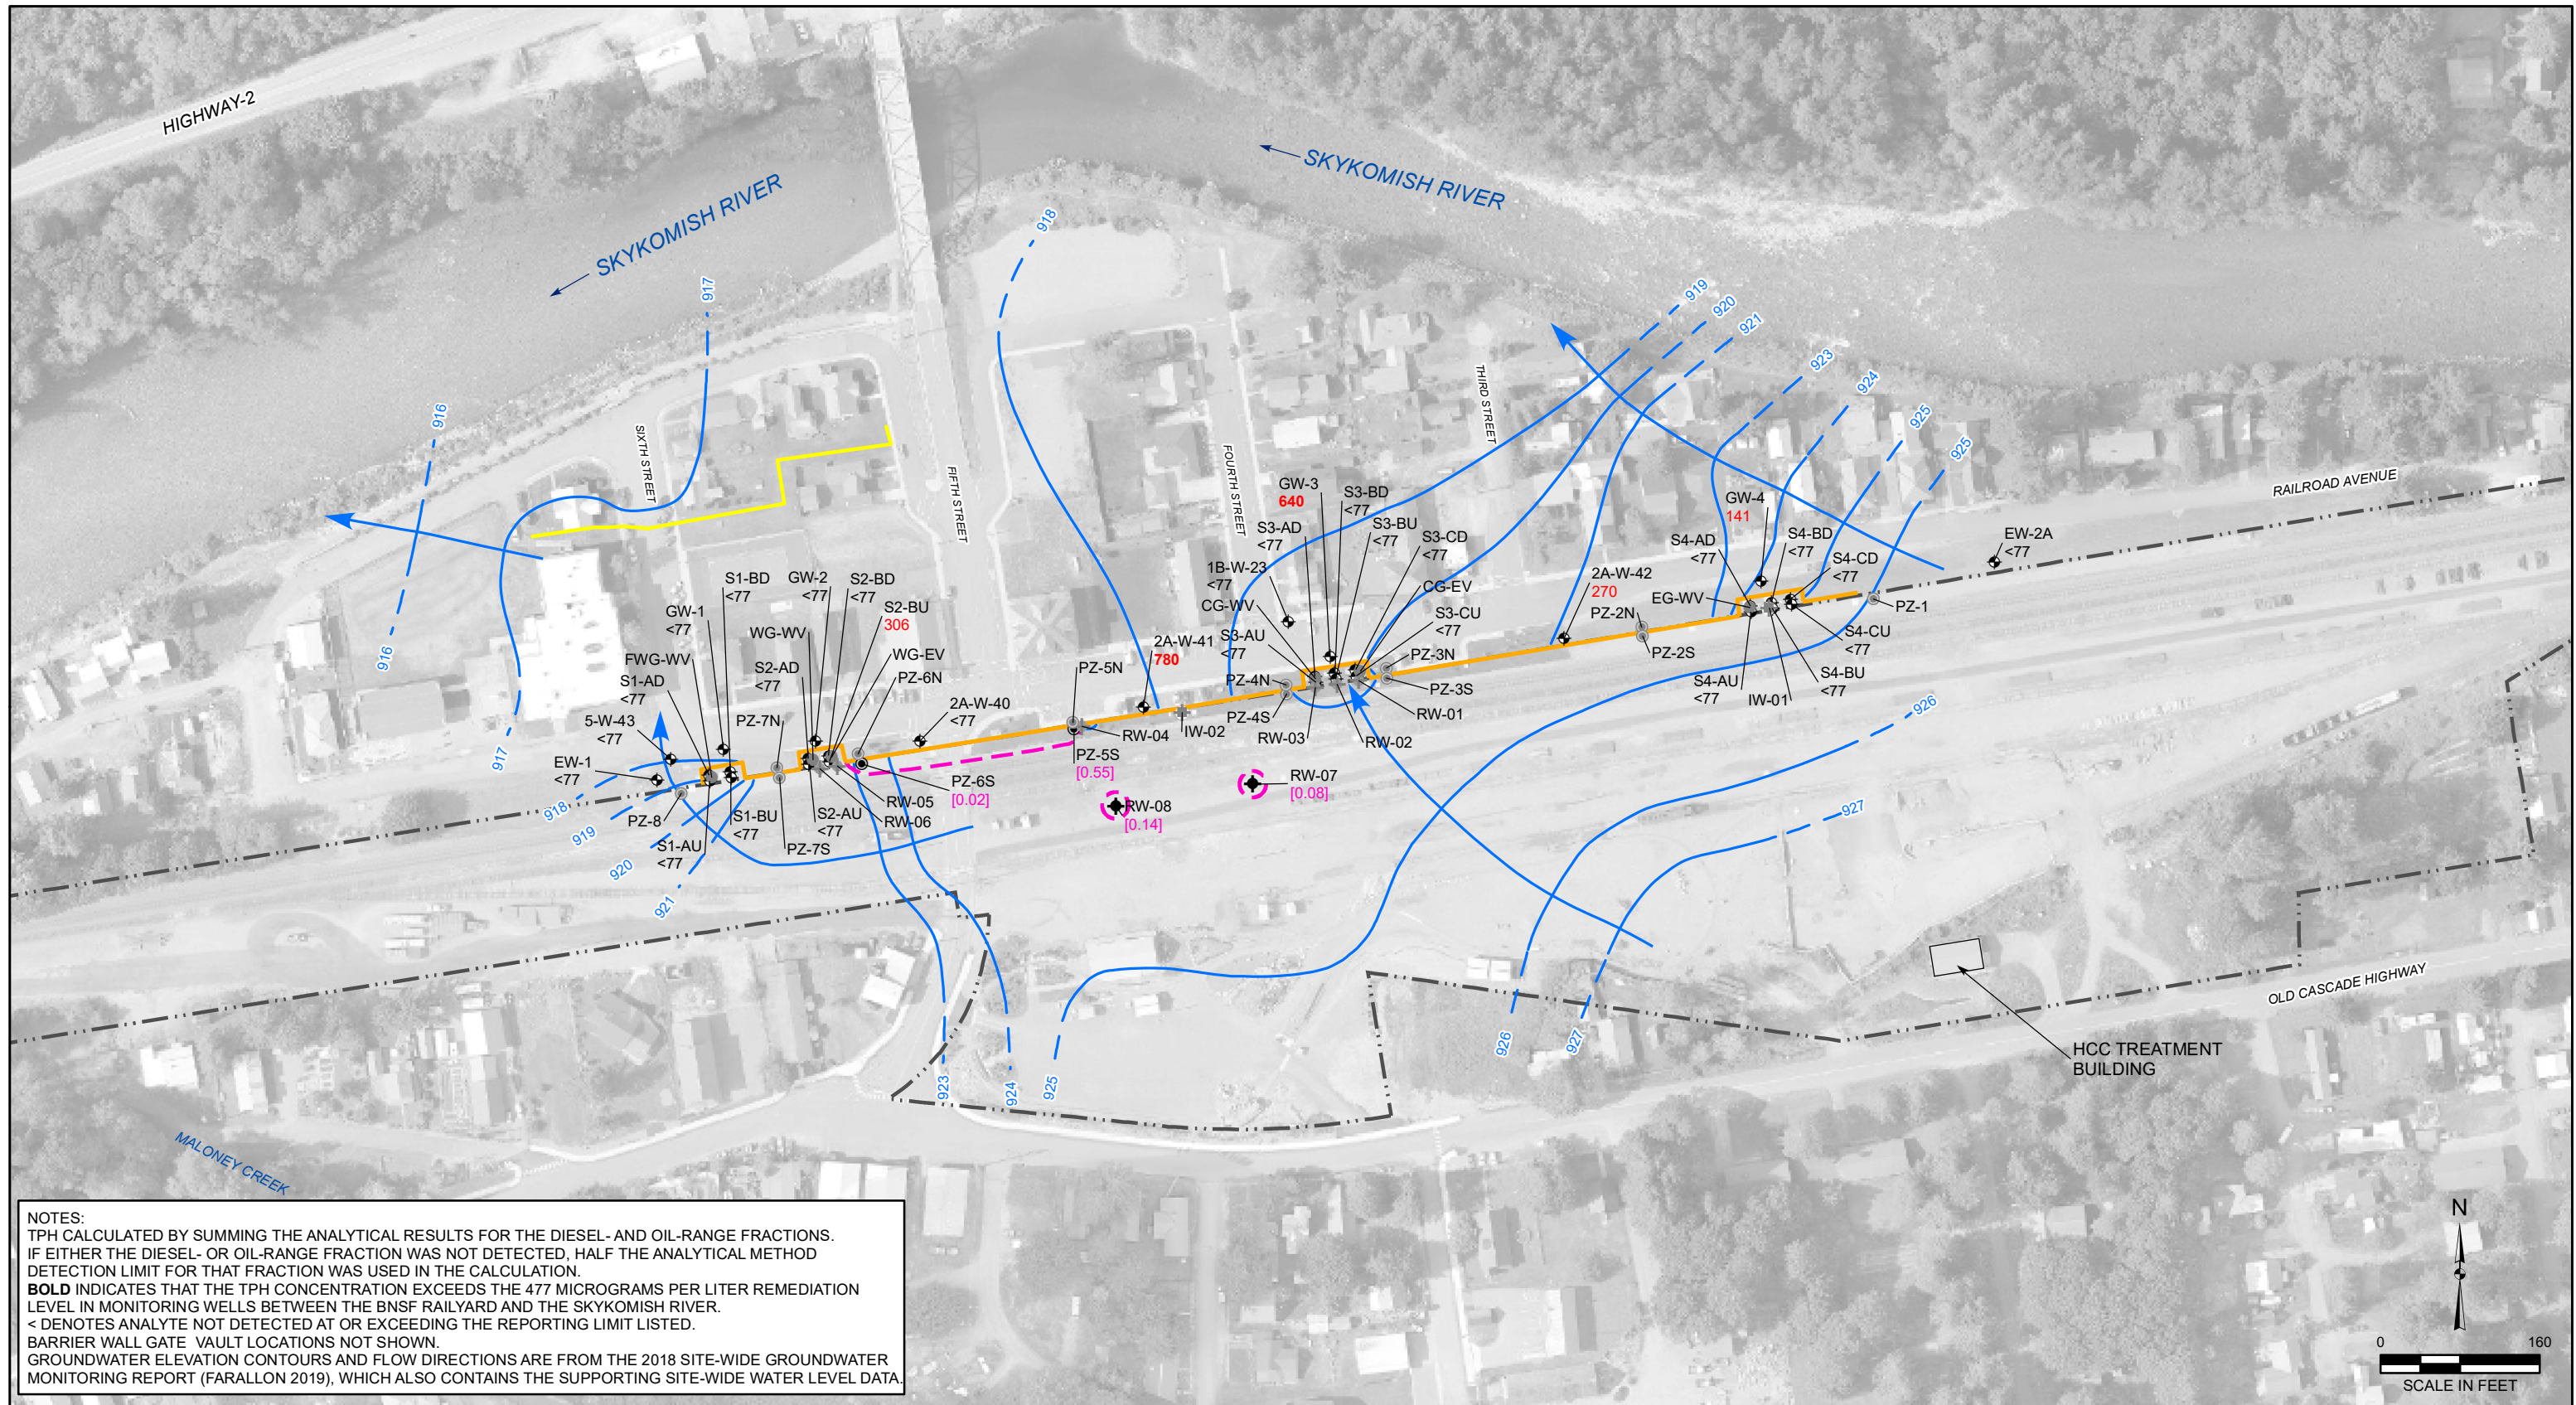 HIGHWAY-2
SKYKOMISH RIVER
SKYKOMISH RIVER
918
917
919
920
921
923
924
925
925
916
916
917
SIXTH STREET
FIFTH STREET
FOURTH STREET
THIRD STREET
RAILROAD AVENUE
GW-3
640
S3-BD
<77
S3-AD
<77
S3-BU
<77
S3-CD
<77
1B-W-23
<77
CG-WV
CG-EV
S3-AU
<77
S3-CU
<77
GW-4
141
S4-AD
<77
S4-BD
<77
S4-CD
<77
EW-2A
<77
2A-W-42
270
PZ-2N
EG-WV
PZ-1
PZ-2S
S4-CU
<77
S4-AU
<77
IW-01
S4-BU
<77
S1-BD
<77
GW-2
<77
S2-BD
<77
S2-BU
306
GW-1
<77
WG-WV
WG-EV
FWG-WV
S2-AD
<77
PZ-6N
S1-AD
<77
5-W-43
<77
PZ-7N
2A-W-40
<77
EW-1
<77
PZ-5N
2A-W-41
780
PZ-4N
PZ-3N
PZ-3S
PZ-4S
RW-01
RW-03
RW-02
RW-04
IW-02
PZ-5S
[0.55]
PZ-6S
[0.02]
RW-07
[0.08]
RW-08
[0.14]
RW-05
RW-06
PZ-8
S1-BU
<77
S2-AU
<77
S1-AU
<77
PZ-7S
918
919
920
921
926
927
923
924
925
926
927
OLD CASCADE HIGHWAY
HCC TREATMENT
BUILDING
MALONEY CREEK
NOTES:
TPH CALCULATED BY SUMMING THE ANALYTICAL RESULTS FOR THE DIESEL- AND OIL-RANGE FRACTIONS.
IF EITHER THE DIESEL- OR OIL-RANGE FRACTION WAS NOT DETECTED, HALF THE ANALYTICAL METHOD
DETECTION LIMIT FOR THAT FRACTION WAS USED IN THE CALCULATION.
BOLD INDICATES THAT THE TPH CONCENTRATION EXCEEDS THE 477 MICROGRAMS PER LITER REMEDIATION
LEVEL IN MONITORING WELLS BETWEEN THE BNSF RAILYARD AND THE SKYKOMISH RIVER.
< DENOTES ANALYTE NOT DETECTED AT OR EXCEEDING THE REPORTING LIMIT LISTED.
BARRIER WALL GATE VAULT LOCATIONS NOT SHOWN.
GROUNDWATER ELEVATION CONTOURS AND FLOW DIRECTIONS ARE FROM THE 2018 SITE-WIDE GROUNDWATER
MONITORING REPORT (FARALLON 2019), WHICH ALSO CONTAINS THE SUPPORTING SITE-WIDE WATER LEVEL DATA.
N
0 160
SCALE IN FEET